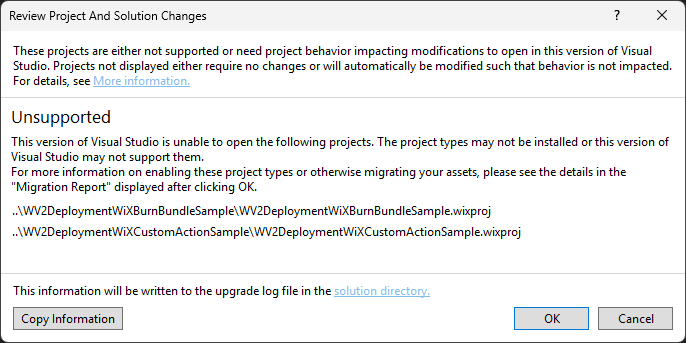 Review Project And Solution Changes
These projects are either not supported or need project behavior impacting modifications to open in this version of Visual
Studio. Projects not displayed either require no changes or will automatically be modified such that behavior is not impacted.
For details, see More information.
Unsupported
This version of Visual Studio is unable to open the following projects. The project types may not be installed or this version of
Visual Studio may not support them.
For more information on enabling these project types or otherwise migrating your assets, please see the details in the
"Migration Report" displayed after clicking OK.
..\WV2DeploymentWiXBurnBundleSample\WV2DeploymentWiXBurnBundleSample.wixproj
..\WV2DeploymentWiXCustomActionSample\WV2DeploymentWiXCustomActionSample.wixproj
This information will be written to the upgrade log file in the solution directory.
Copy Information OK Cancel